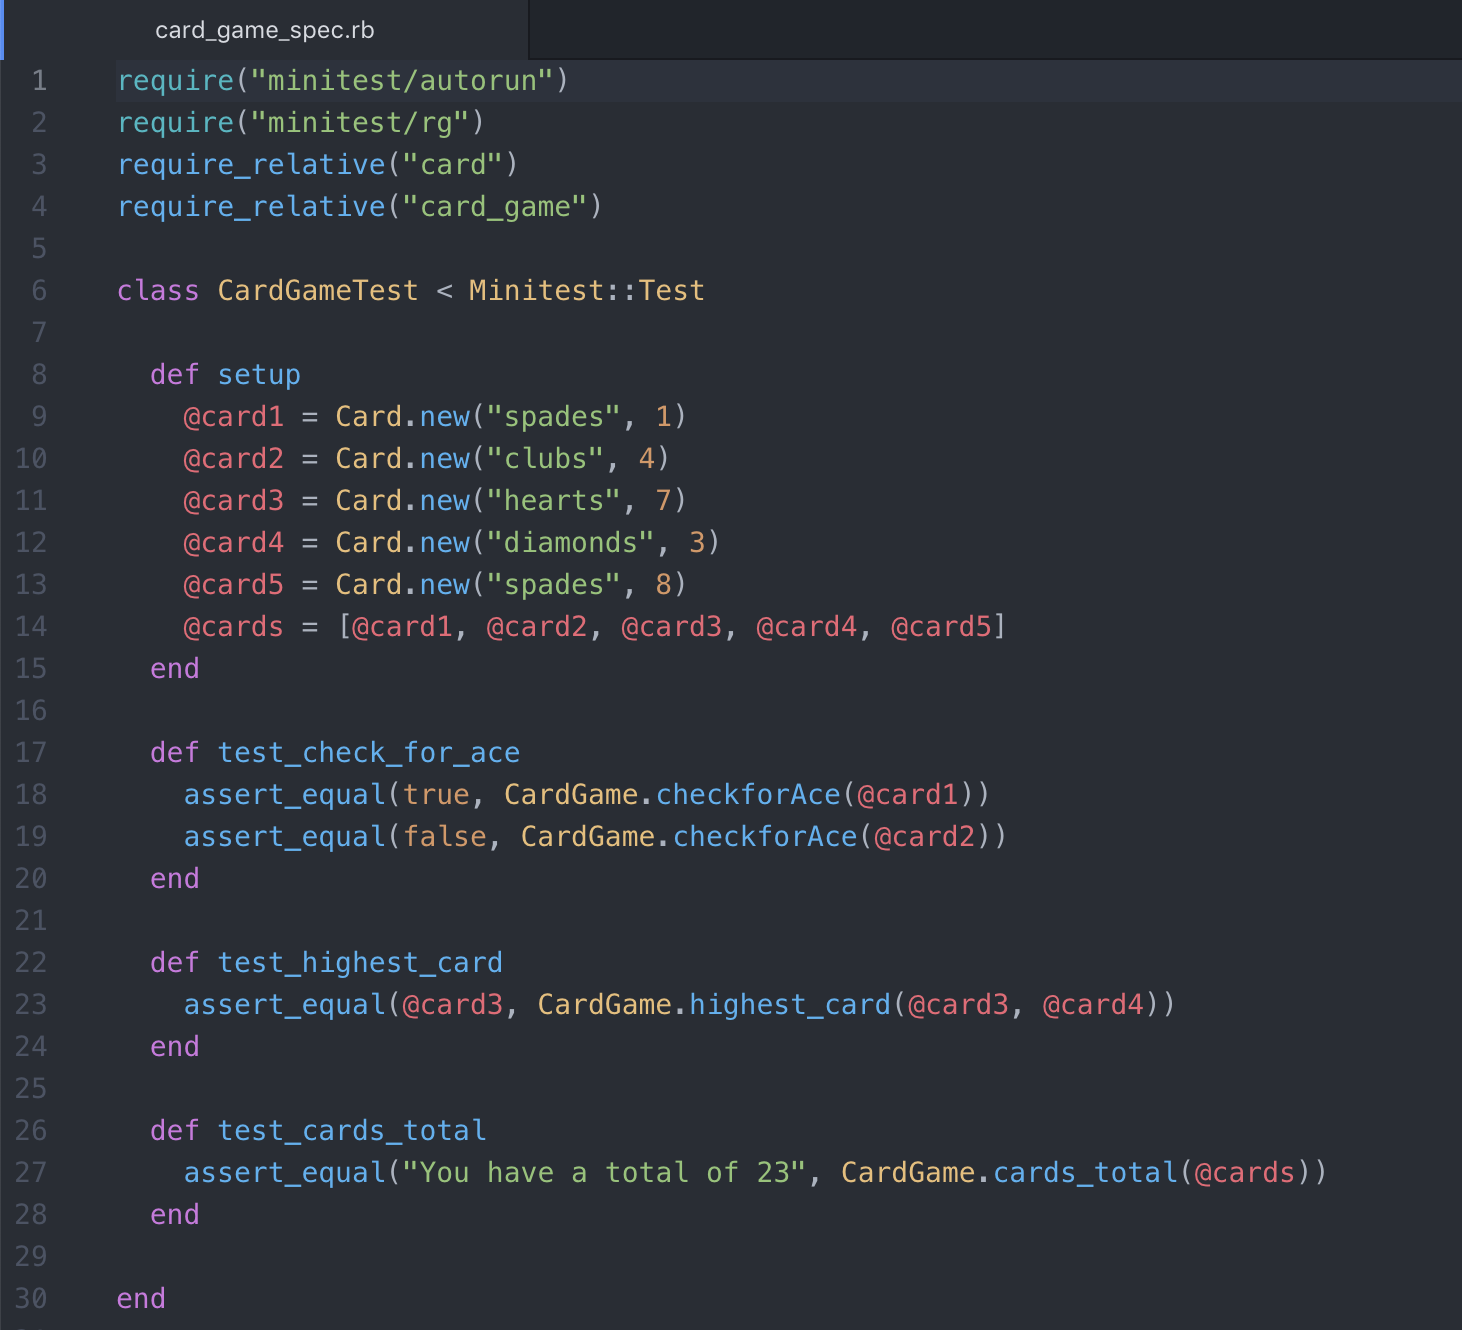 card_game_spec.rb
1 require("minitest/autorun")
2 require("minitest/rg")
3 require_relative("card")
4 require_relative("card_game")
5
6 class CardGameTest < Minitest::Test
7
8   def setup
9     @card1 = Card.new("spades", 1)
10     @card2 = Card.new("clubs", 4)
11     @card3 = Card.new("hearts", 7)
12     @card4 = Card.new("diamonds", 3)
13     @card5 = Card.new("spades", 8)
14     @cards = [@card1, @card2, @card3, @card4, @card5]
15   end
16
17   def test_check_for_ace
18     assert_equal(true, CardGame.checkforAce(@card1))
19     assert_equal(false, CardGame.checkforAce(@card2))
20   end
21
22   def test_highest_card
23     assert_equal(@card3, CardGame.highest_card(@card3, @card4))
24   end
25
26   def test_cards_total
27     assert_equal("You have a total of 23", CardGame.cards_total(@cards))
28   end
29
30 end